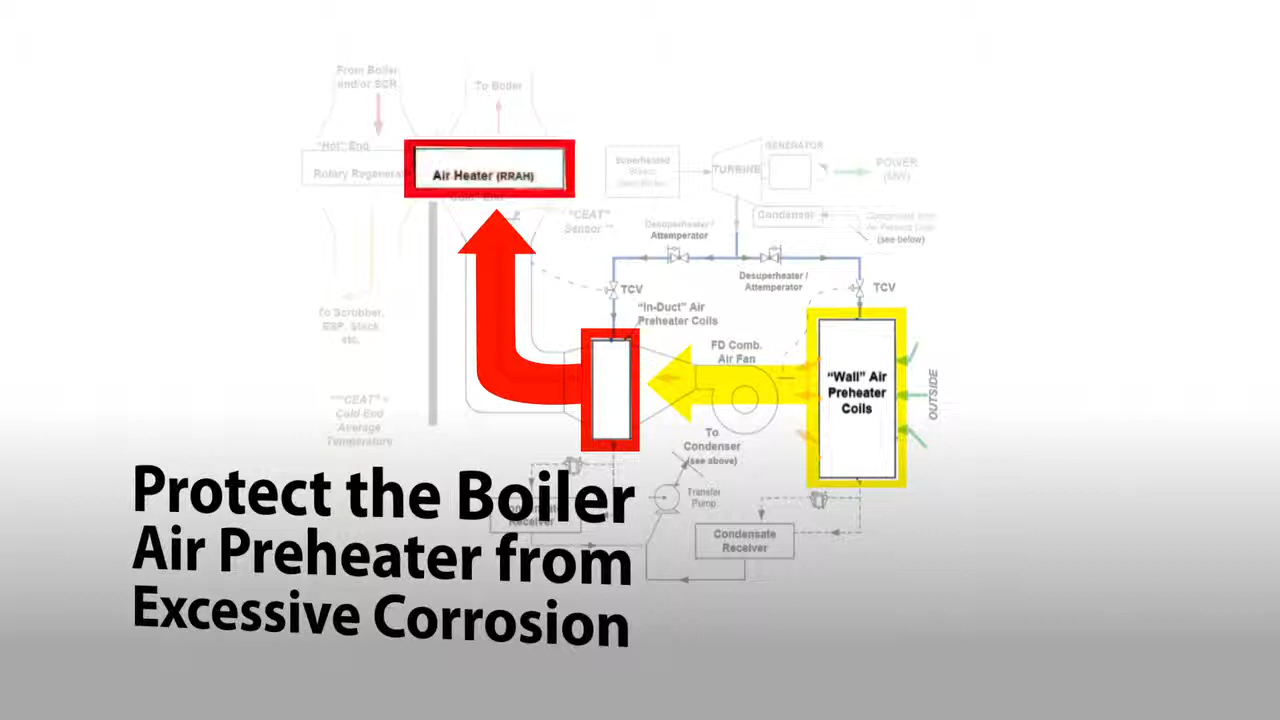 From Boiler
and/or SCR
To Boiler
"Hot" End
Rotary Regenerat
Air Heater (RRAH)
"Cold" End
Superheated
Steam
TURBINE
GENERATOR
POWER
(MW)
Condenser
(see below)
"CEAT"
Sensor
Desuperheater /
Attemperator
Desuperheater /
Attemperator
TCV
TCV
"In-Duct" Air
Preheater Coils
To Scrubber,
ESP, Stack,
etc.
FD Comb.
Air Fan
"Wall" Air
Preheater
Coils
OUTSIDE
"CEAT" =
Cold-End
Average
Temperature
To
Condenser
(see above)
Transfer
Pump
Condensate
Receiver
Condensate
Receiver
Protect the Boiler
Air Preheater from
Excessive Corrosion